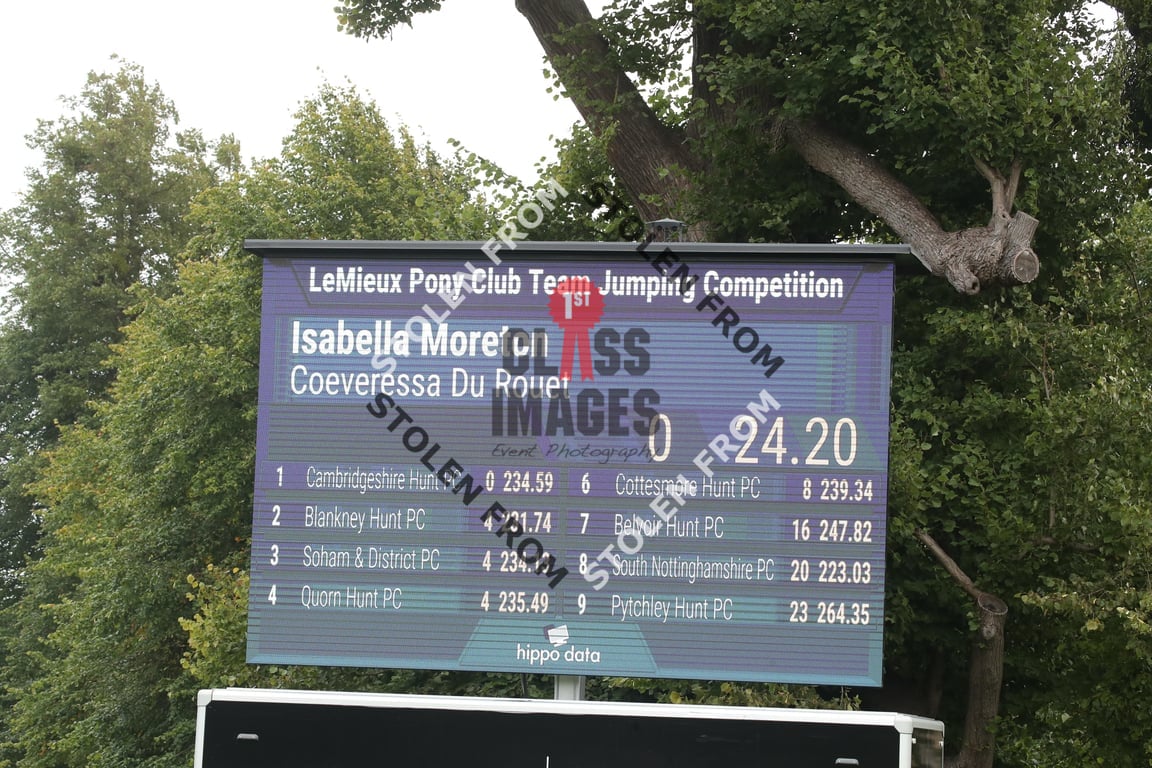 LeMieux Pony Club Team Jumping Competition
Isabella Moreton
Coeveressa Du Rouet
0 24.20
1 Cambridgeshire Hunt PC 0 234.59
2 Blankney Hunt PC 4 231.74
3 Soham & District PC 4
4 Quorn Hunt PC 4 235.49
6 Cottesmore Hunt PC 8 239.34
7 Belvoir Hunt PC 16 247.82
8 South Nottinghamshire PC 20 223.03
9 Pytchley Hunt PC 23 264.35
hippo data
1ST
CLASS
IMAGES
Event Photography
STOLEN FROM
STOLEN FROM
STOLEN FROM
STOLEN FROM